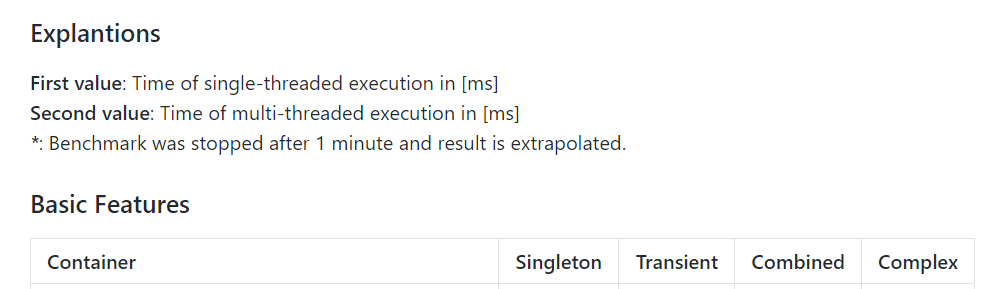 Explantions
First value: Time of single-threaded execution in [ms]
Second value: Time of multi-threaded execution in [ms]
*: Benchmark was stopped after 1 minute and result is extrapolated.
Basic Features
Container Singleton Transient Combined Complex